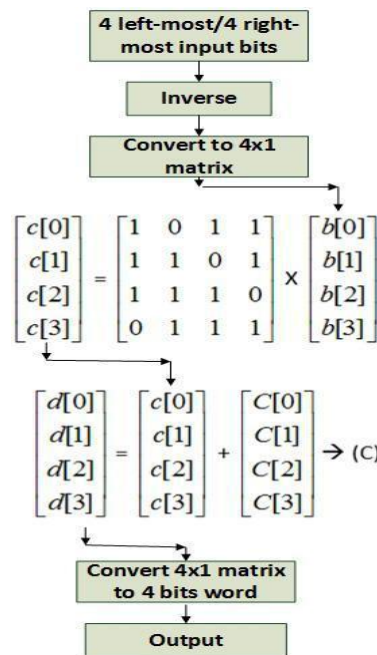 4 left-most/4 right-
most input bits
Inverse
Convert to 4x1
matrix
c[0] 1 0 1 1 b[0]
c[1] = 1 1 0 1 X b[1]
c[2] 1 1 1 0 b[2]
c[3] 0 1 1 1 b[3]
d[0] c[0] C[0]
d[1] = c[1] + C[1] → (C)
d[2] c[2] C[2]
d[3] c[3] C[3]
Convert 4x1 matrix
to 4 bits word
Output